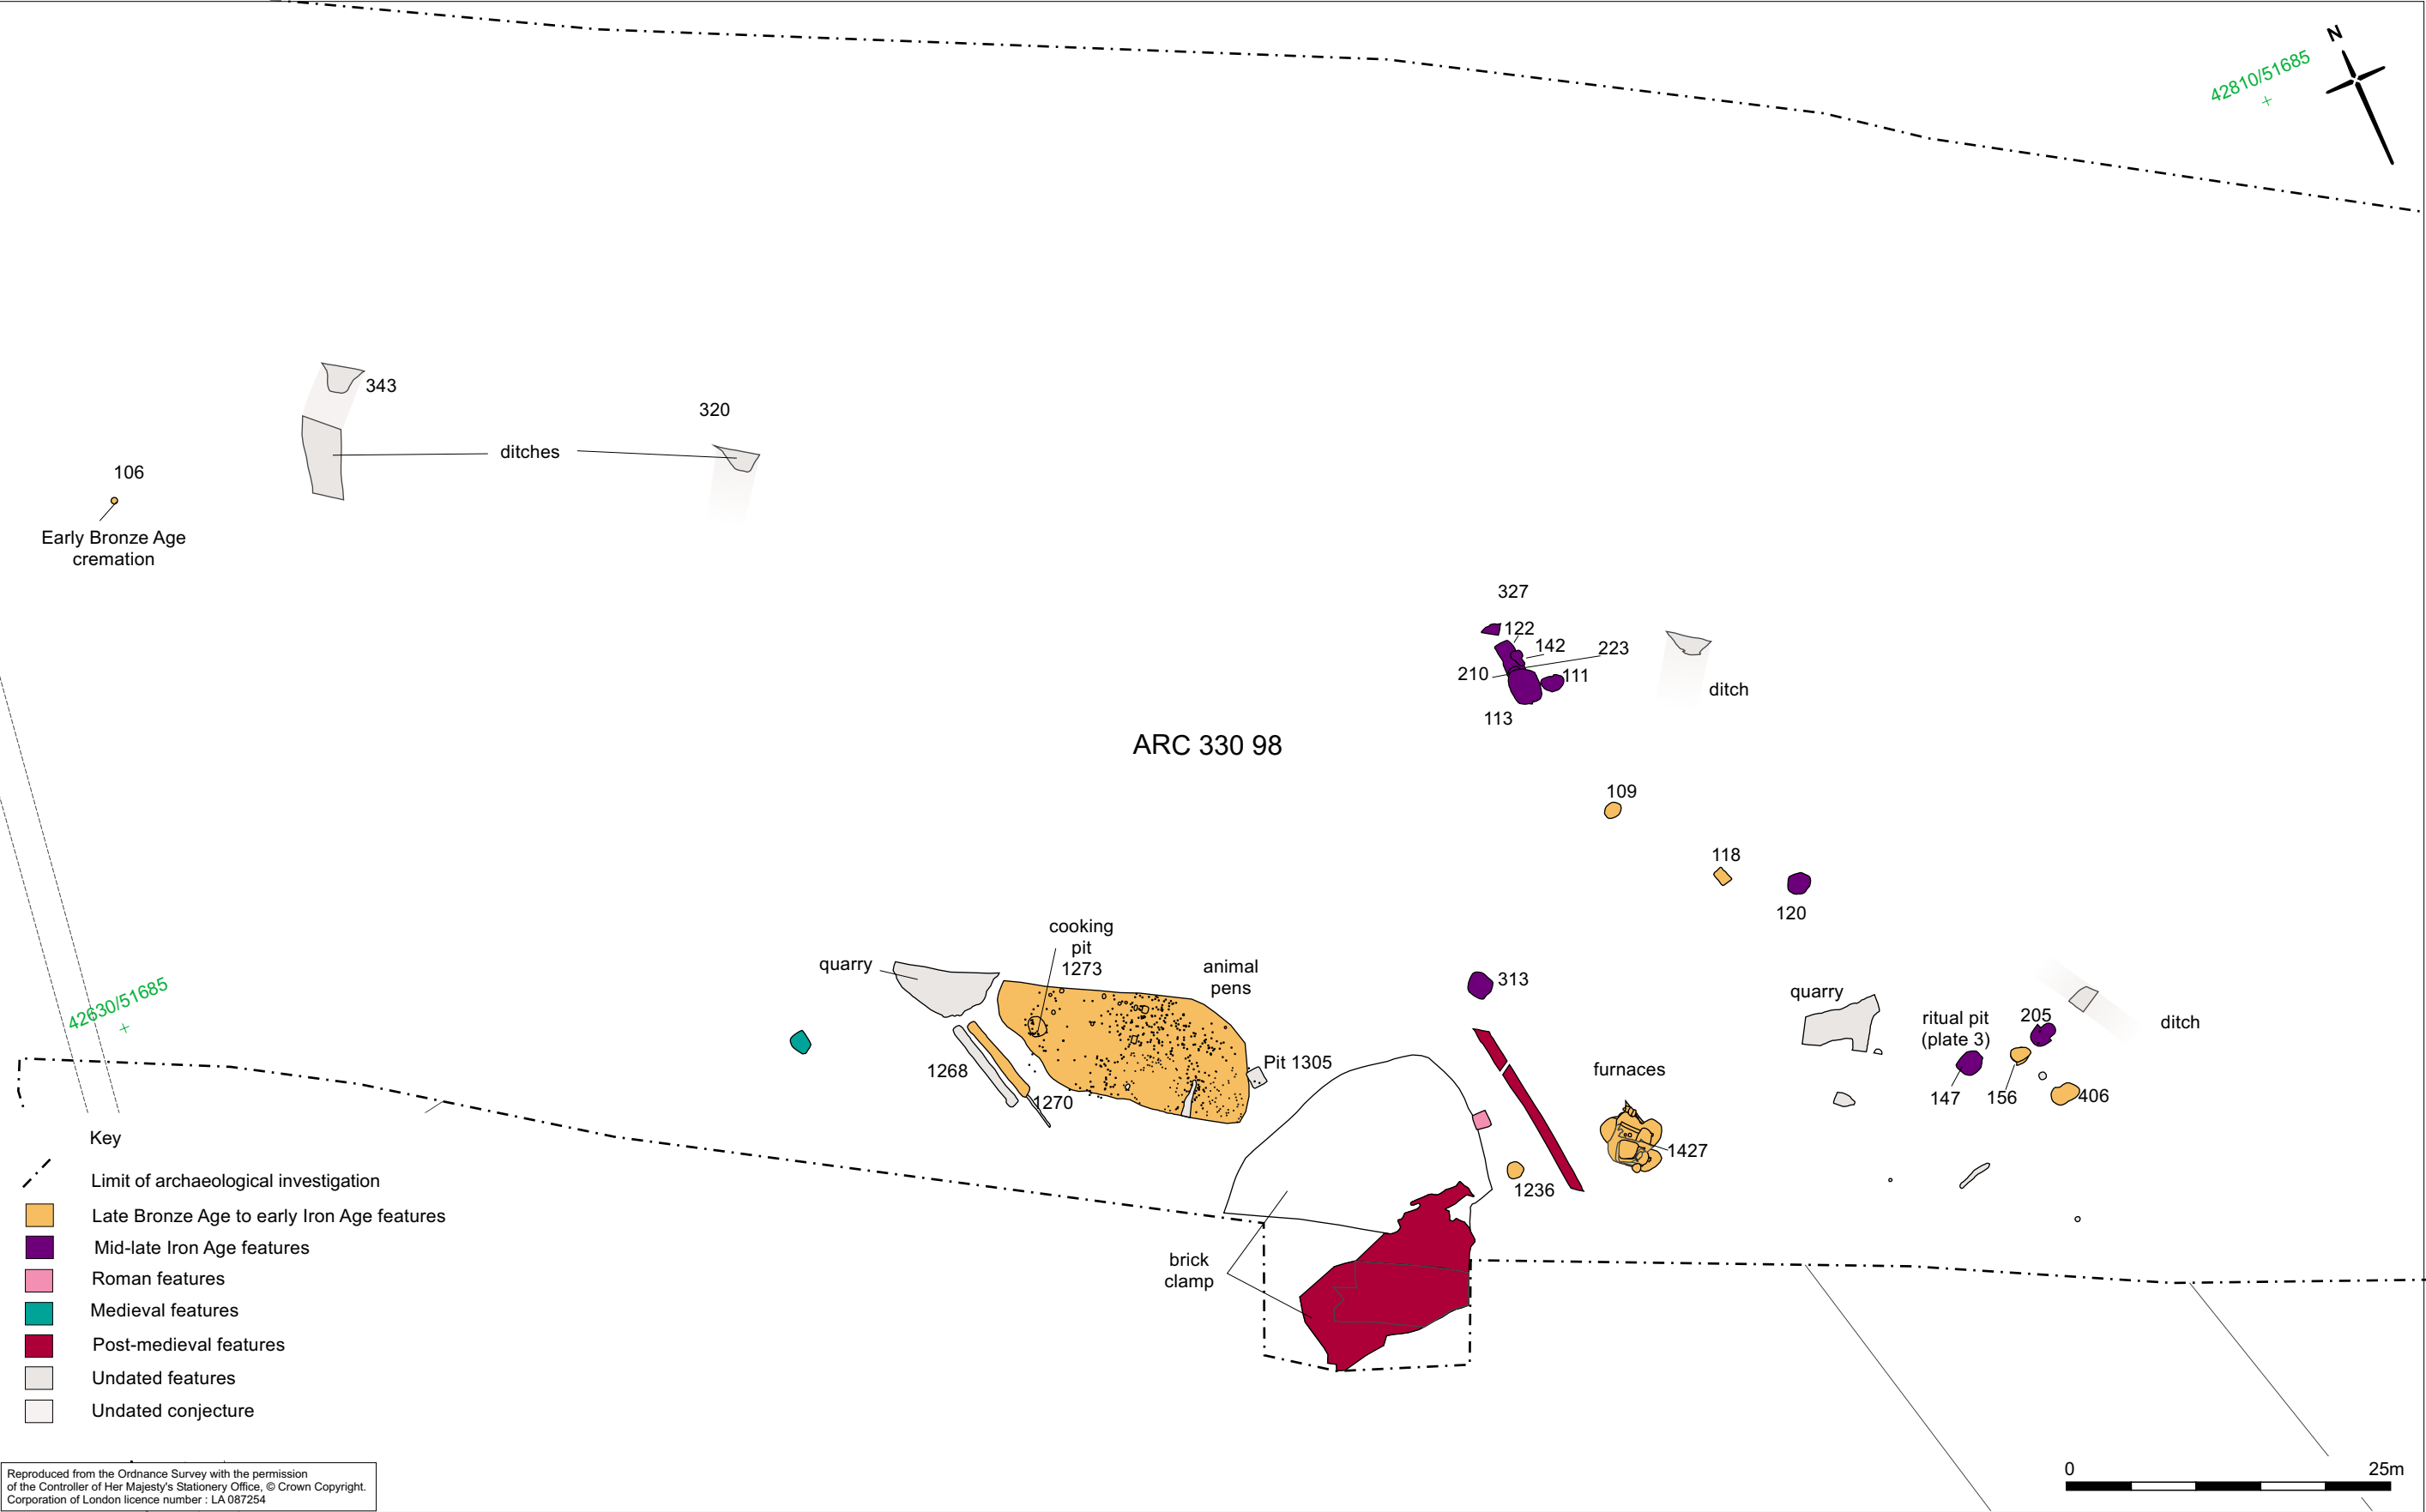 N
42810/51685
343
320
ditches
106
Early Bronze Age
cremation
327
122
142
223
210
111
113
ditch
ARC 330 98
109
118
120
cooking
pit
1273
quarry
animal
pens
313
quarry
ritual pit
(plate 3)
205
ditch
42630/51685
1268
1270
Pit 1305
furnaces
147
156
406
1427
1236
brick
clamp
Key
Limit of archaeological investigation
Late Bronze Age to early Iron Age features
Mid-late Iron Age features
Roman features
Medieval features
Post-medieval features
Undated features
Undated conjecture
0
25m
Reproduced from the Ordnance Survey with the permission
of the Controller of Her Majesty's Stationery Office, © Crown Copyright.
Corporation of London licence number : LA 087254